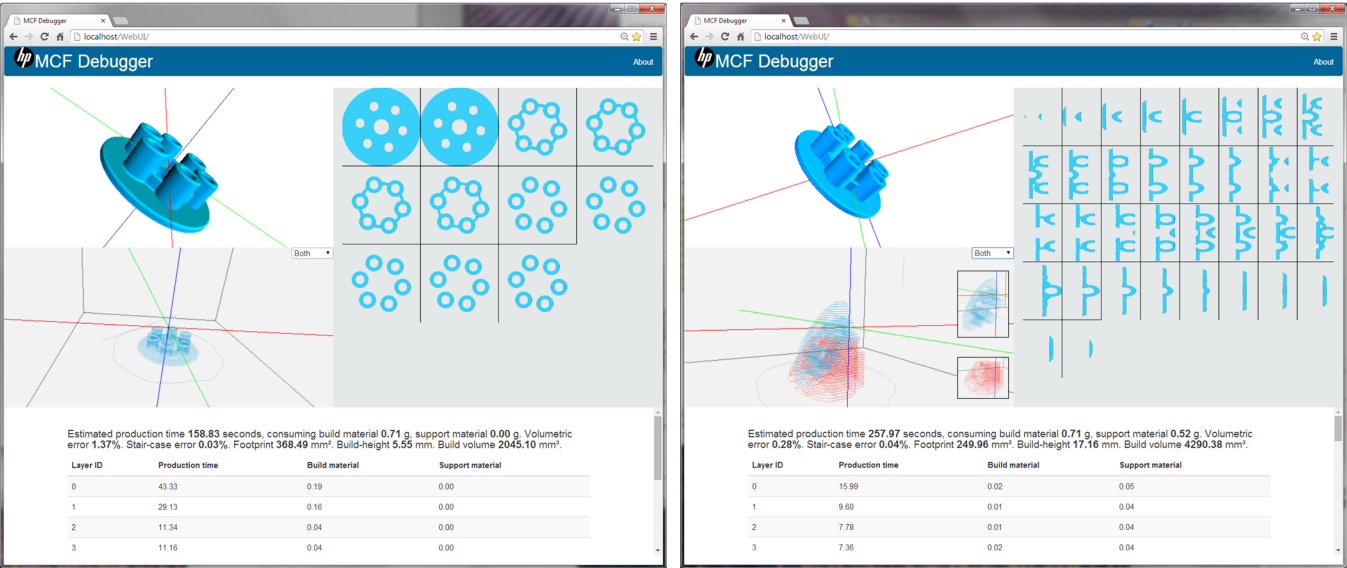 MCF Debugger
localhost/WebUI/
hp MCF Debugger
About
Both
Estimated production time 158.83 seconds, consuming build material 0.71 g, support material 0.00 g. Volumetric
error 1.37%. Stair-case error 0.03%. Footprint 368.49 mm². Build-height 5.55 mm. Build volume 2045.10 mm³.
Layer ID Production time Build material Support material
0 43.33 0.19 0.00
1 29.13 0.16 0.00
2 11.34 0.04 0.00
3 11.16 0.04 0.00
MCF Debugger
localhost/WebUI/
hp MCF Debugger
About
Both
Estimated production time 257.97 seconds, consuming build material 0.71 g, support material 0.52 g. Volumetric
error 0.28%. Stair-case error 0.04%. Footprint 249.96 mm². Build-height 17.16 mm. Build volume 4290.38 mm³.
Layer ID Production time Build material Support material
0 15.99 0.02 0.05
1 9.60 0.01 0.04
2 7.78 0.01 0.04
3 7.36 0.02 0.04